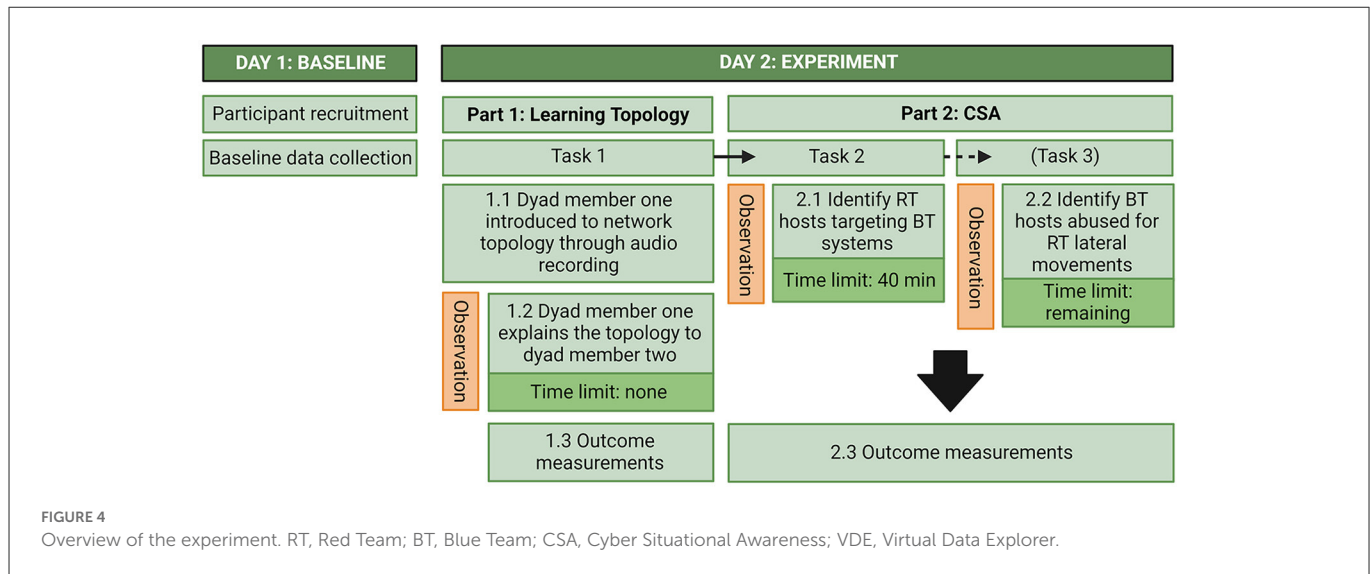 DAY 1: BASELINE
DAY 2: EXPERIMENT
Participant recruitment
Part 1: Learning Topology
Part 2: CSA
Baseline data collection
Task 1
Task 2
(Task 3)
1.1 Dyad member one
introduced to network
topology through audio
recording
Observation
1.2 Dyad member one
explains the topology to
dyad member two
Time limit: none
1.3 Outcome
measurements
Observation
2.1 Identify RT
hosts targeting BT
systems
Time limit: 40 min
Observation
2.2 Identify BT
hosts abused for
RT lateral
movements
Time limit:
remaining
2.3 Outcome measurements
FIGURE 4
Overview of the experiment. RT, Red Team; BT, Blue Team; CSA, Cyber Situational Awareness; VDE, Virtual Data Explorer.